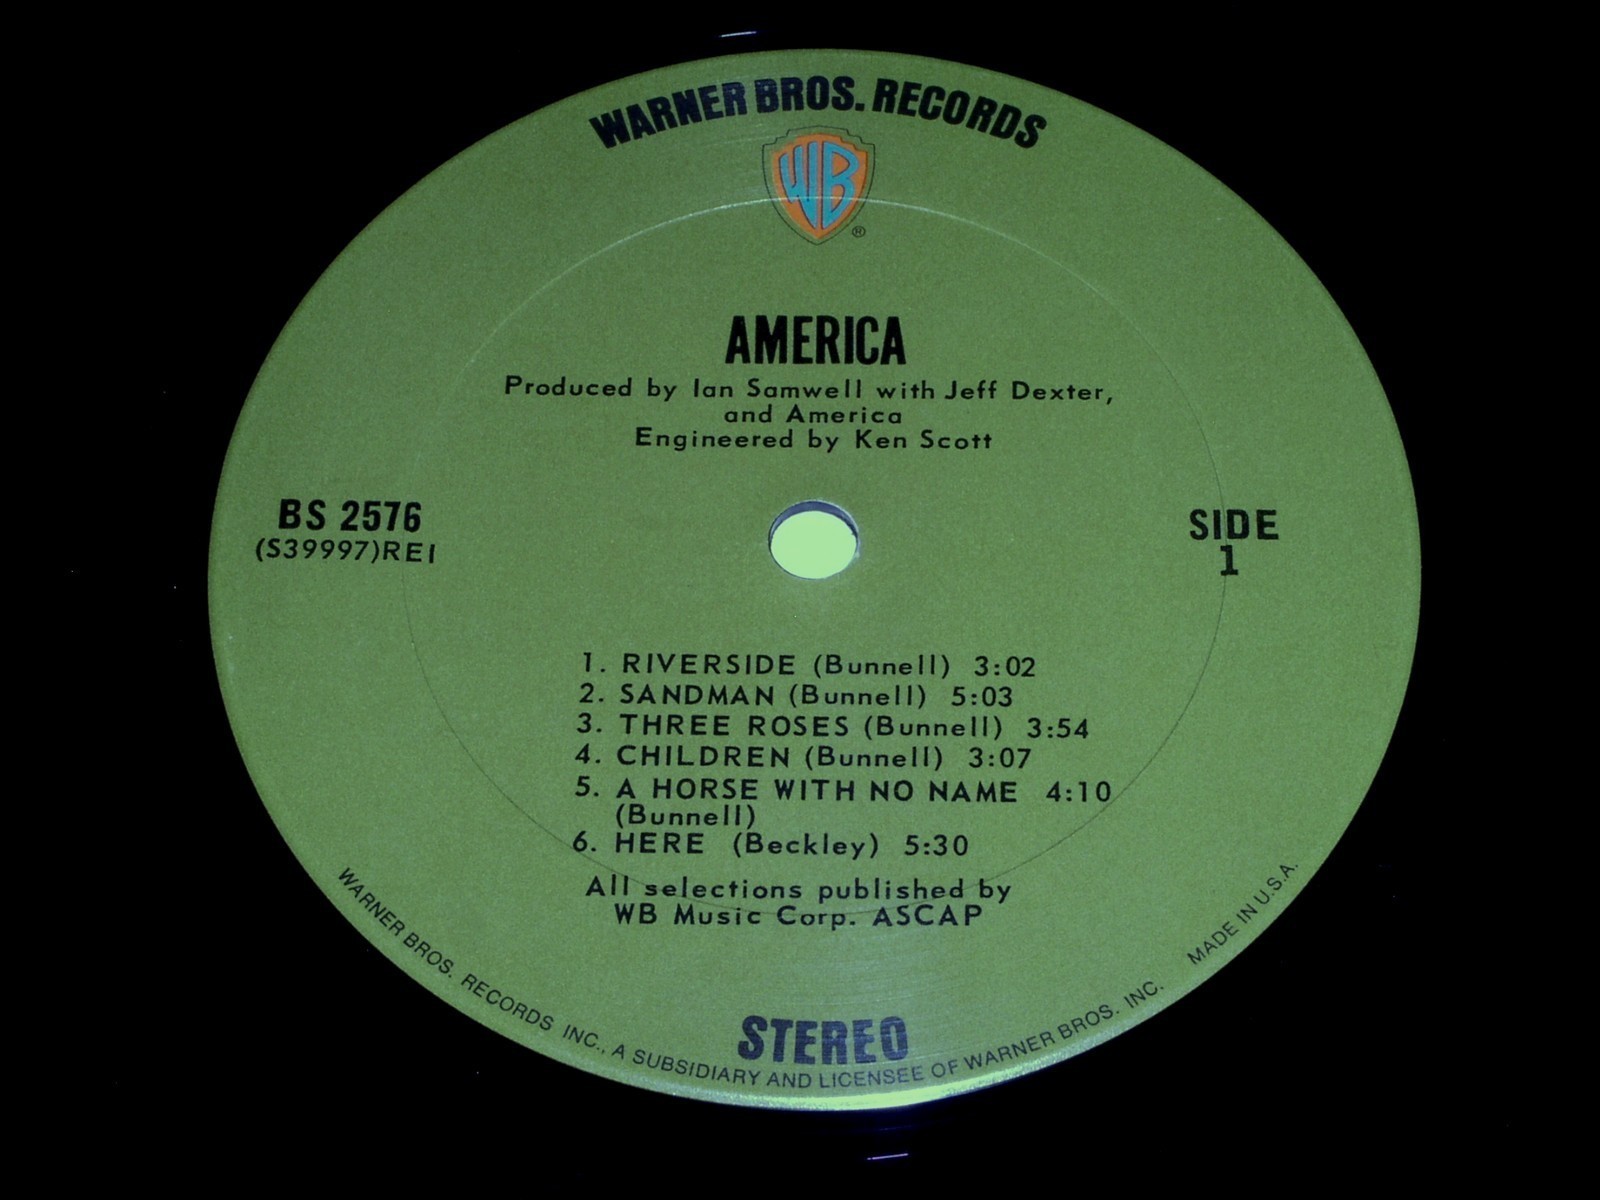 WARNER BROS. RECORDS
WB
®
AMERICA
Produced by Ian Samwell with Jeff Dexter,
and America
Engineered by Ken Scott
BS 2576
(S39997)RE1
SIDE
1
1. RIVERSIDE (Bunnell) 3:02
2. SANDMAN (Bunnell) 5:03
3. THREE ROSES (Bunnell) 3:54
4. CHILDREN (Bunnell) 3:07
5. A HORSE WITH NO NAME 4:10
(Bunnell)
6. HERE (Beckley) 5:30
All selections published by
WB Music Corp. ASCAP
STEREO
WARNER BROS. RECORDS INC., A SUBSIDIARY AND LICENSEE OF WARNER BROS. INC. MADE IN U.S.A.